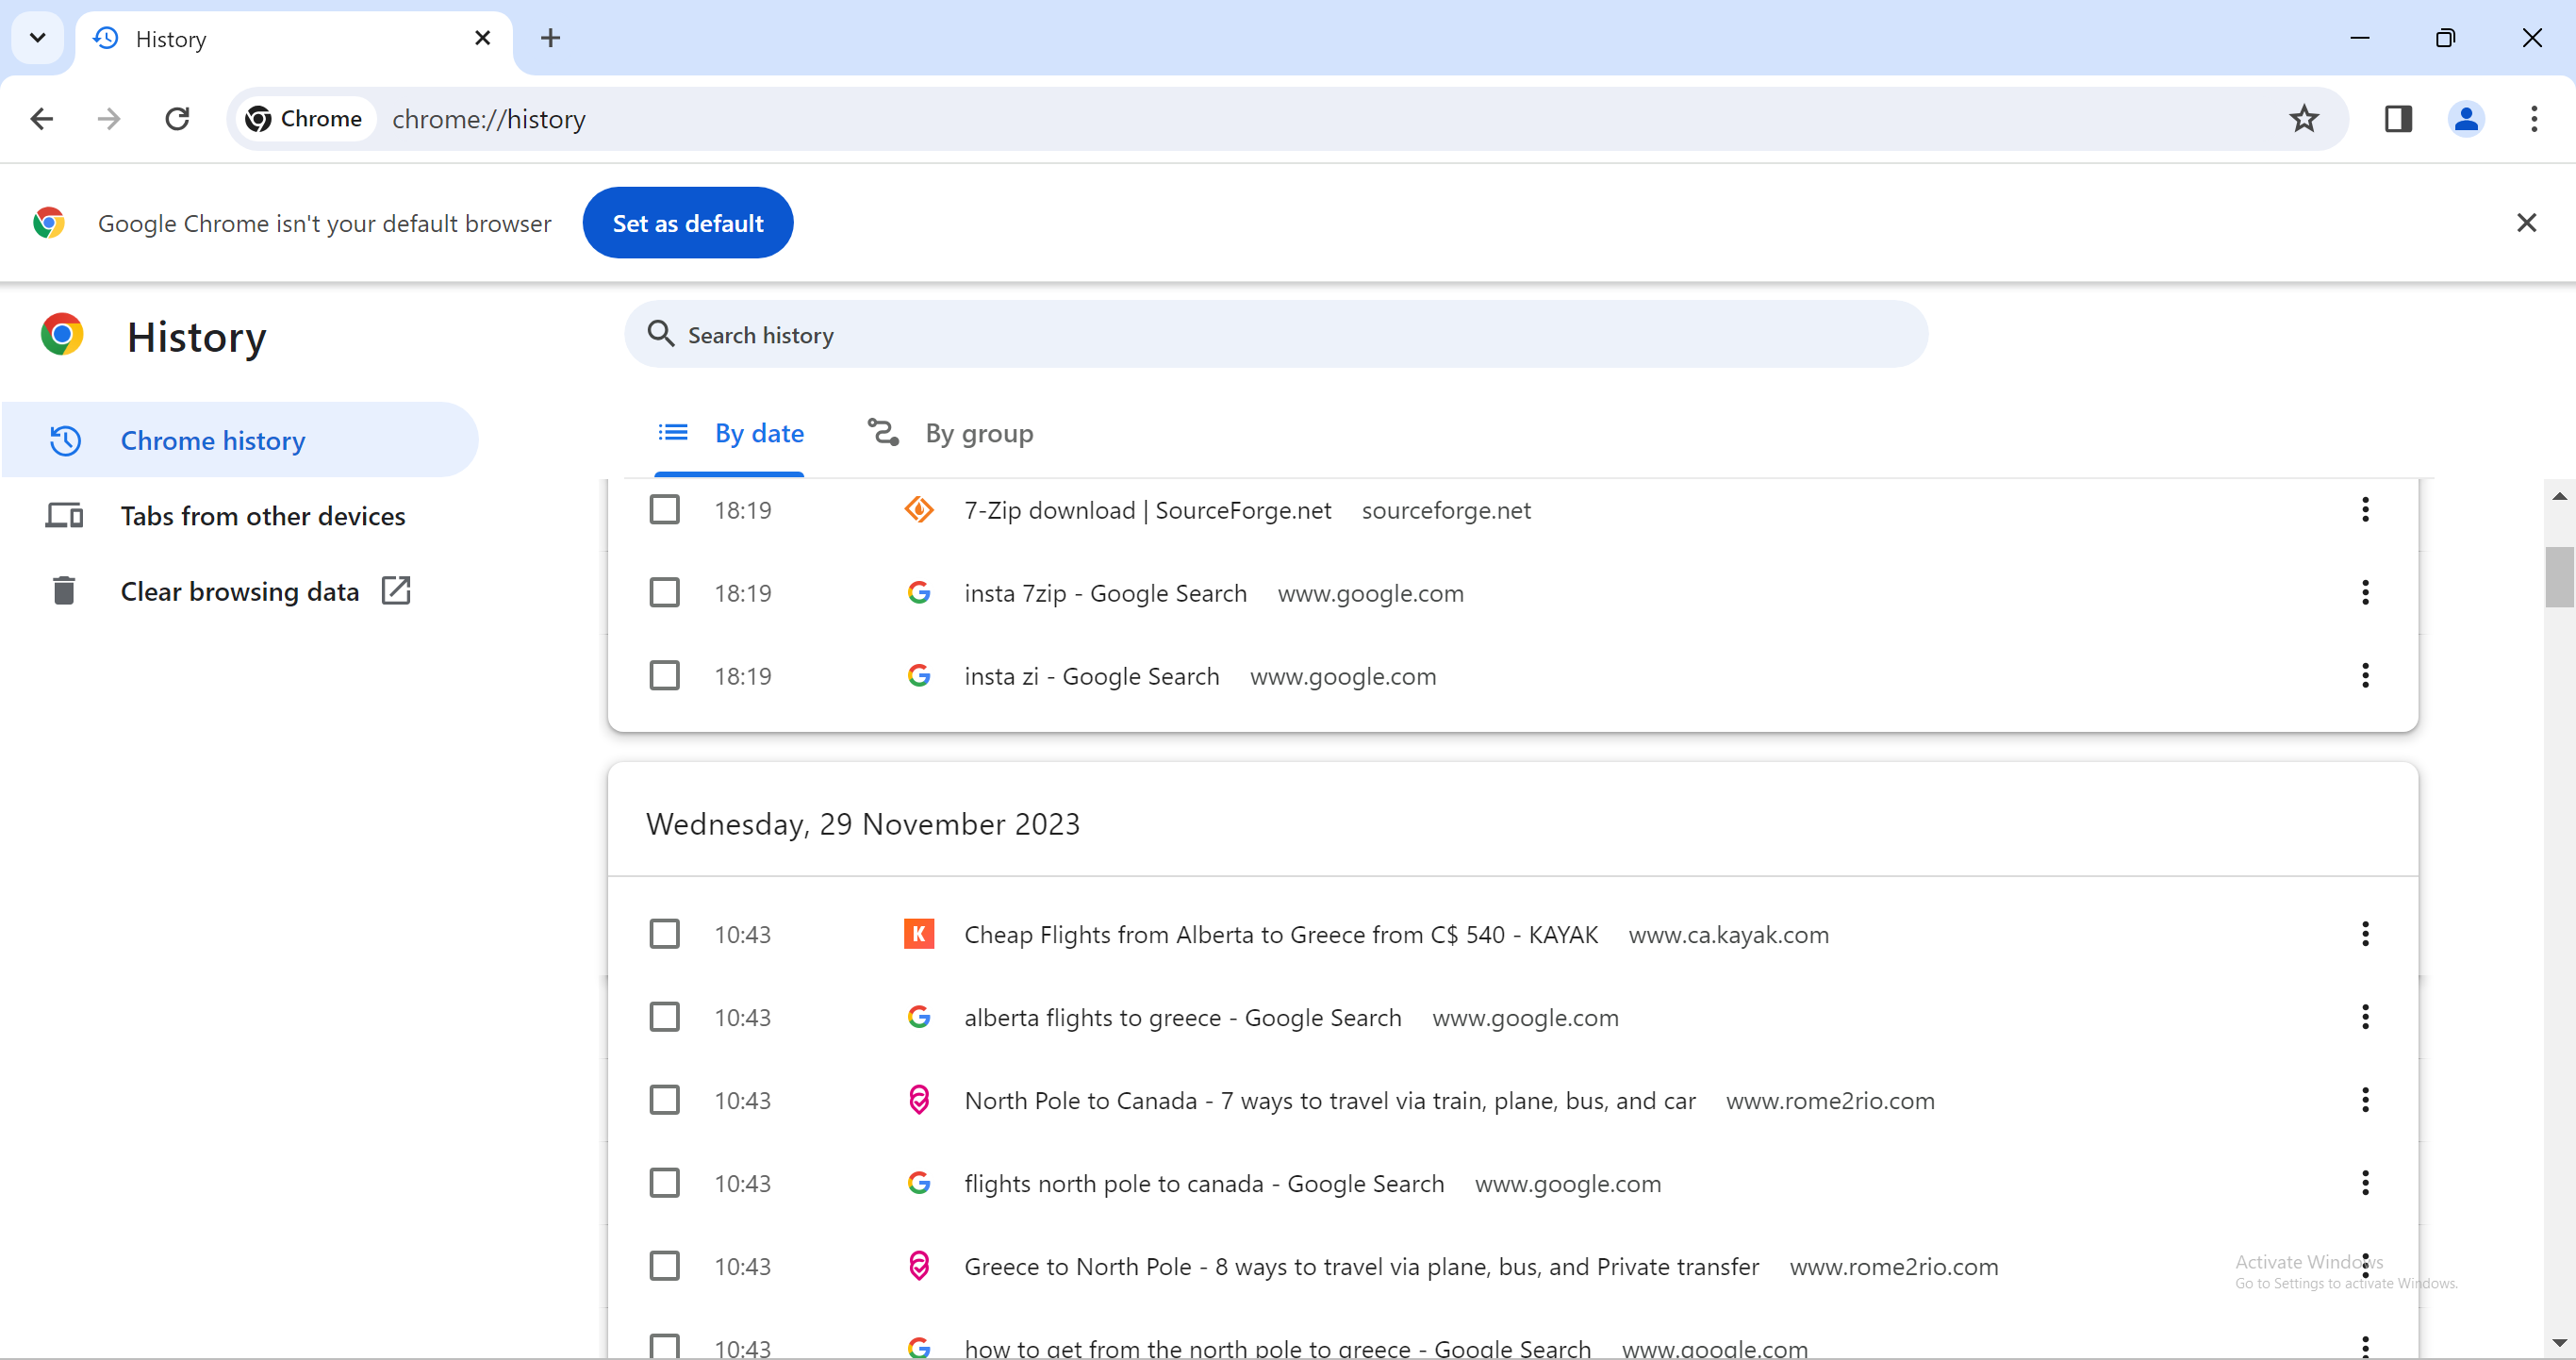 History
Chrome
chrome://history
Google Chrome isn't your default browser
Set as default
History
Search history
Chrome history
Tabs from other devices
Clear browsing data
By date
By group
18:19 7-Zip download | SourceForge.net sourceforge.net
18:19 insta 7zip - Google Search www.google.com
18:19 insta zi - Google Search www.google.com
Wednesday, 29 November 2023
10:43 K Cheap Flights from Alberta to Greece from C$ 540 - KAYAK www.ca.kayak.com
10:43 alberta flights to greece - Google Search www.google.com
10:43 North Pole to Canada - 7 ways to travel via train, plane, bus, and car www.rome2rio.com
10:43 flights north pole to canada - Google Search www.google.com
10:43 Greece to North Pole - 8 ways to travel via plane, bus, and Private transfer www.rome2rio.com
10:43 how to get from the north pole to greece - Google Search www.google.com
Activate Windows
Go to Settings to activate Windows.